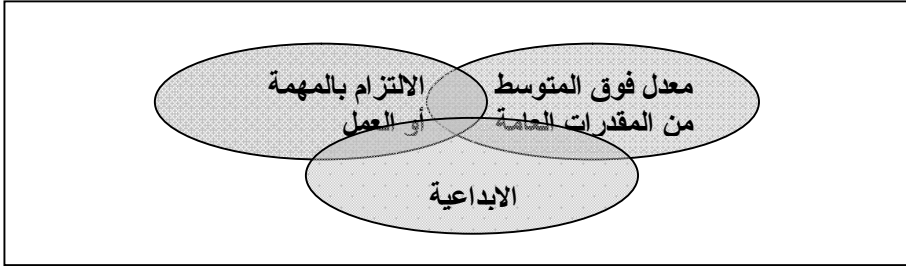 معدل فوق المتوسط
من المقدرات العامة
الالتزام بالمهمة
أو العمل
الابداعية